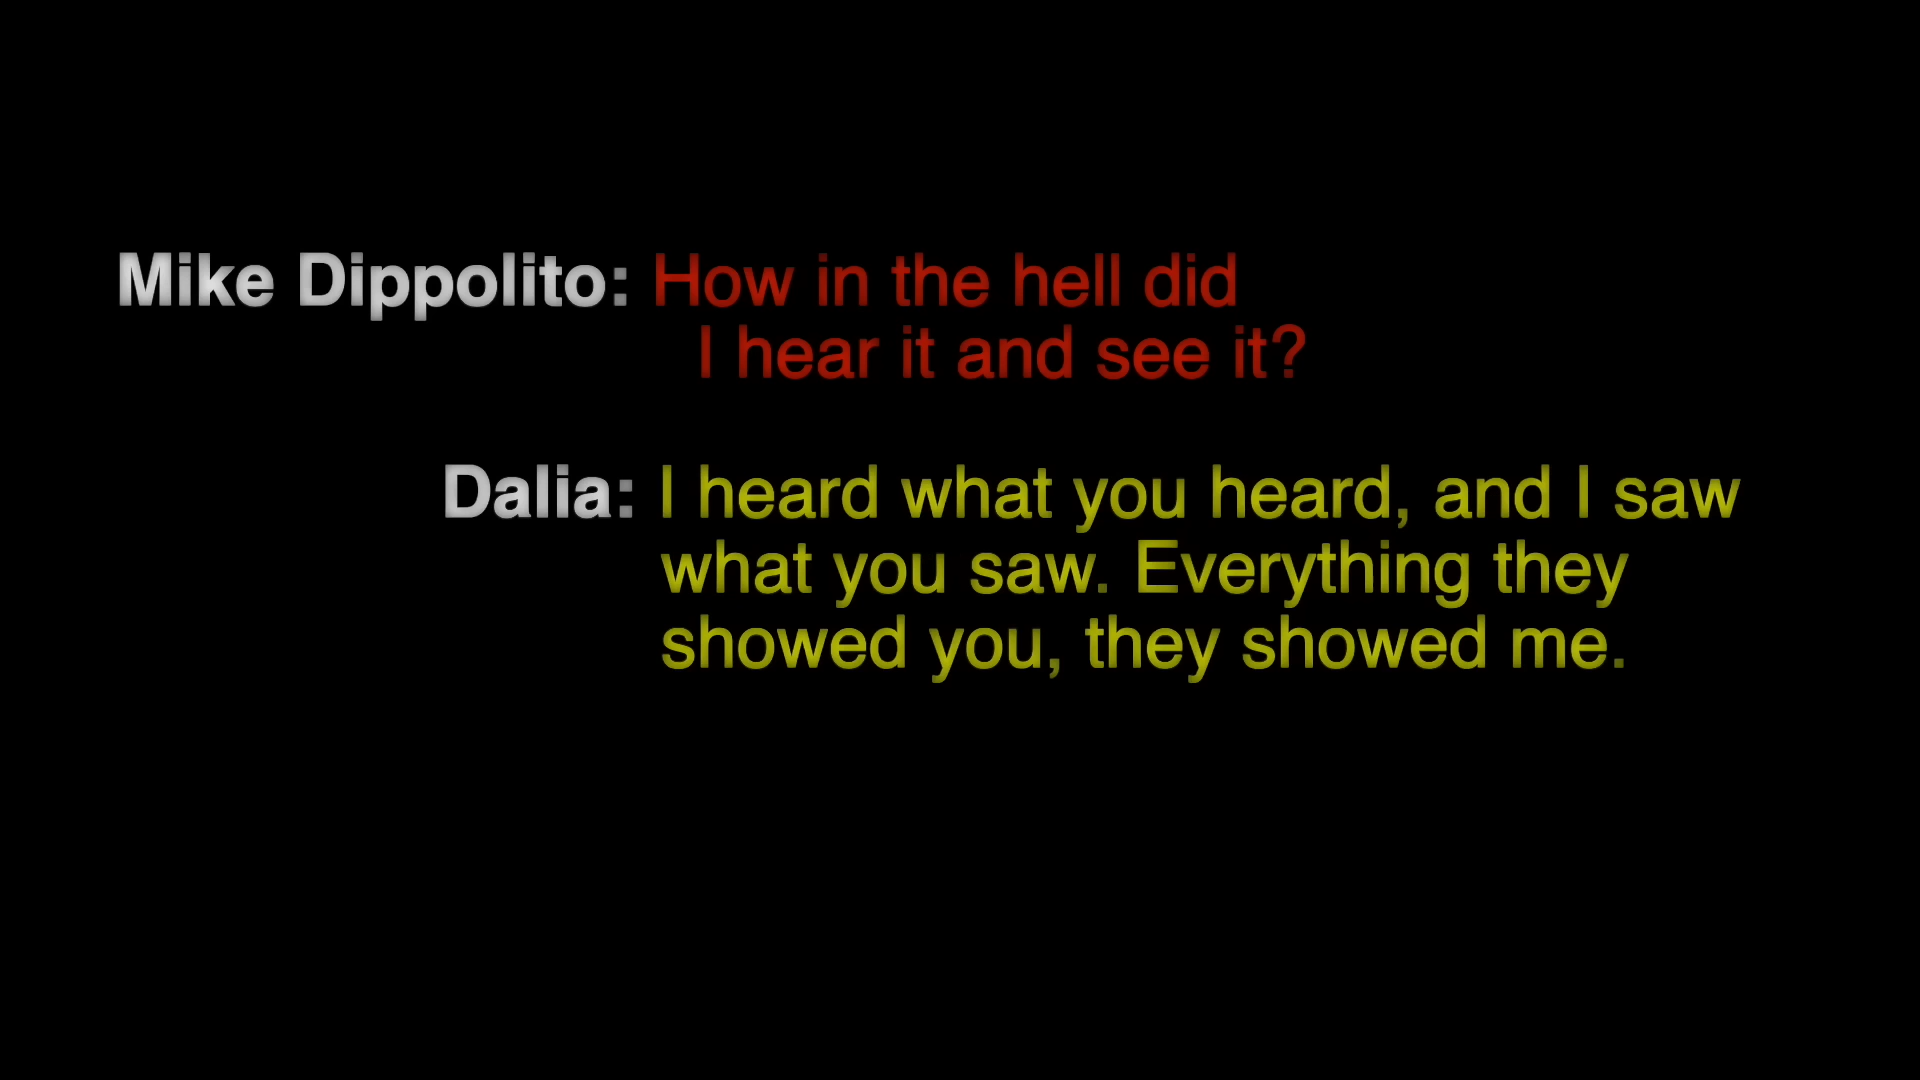 Mike Dippolito: How in the hell did
I hear it and see it?
Dalia: I heard what you heard, and I saw
what you saw. Everything they
showed you, they showed me.